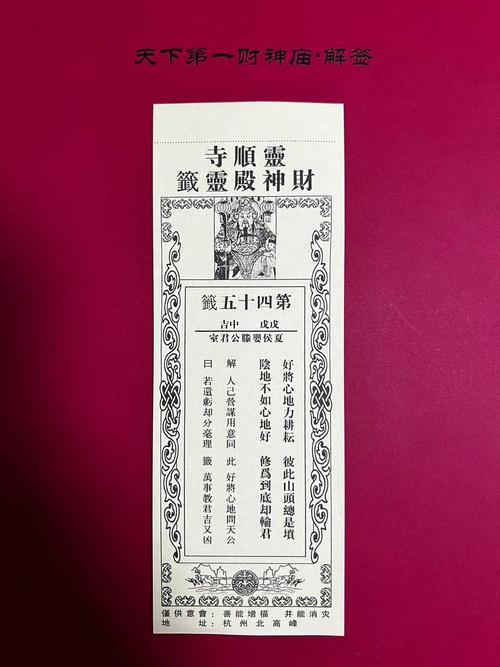 天下第一财神庙·解签
靈順寺
財神殿靈籤
第四十五籤
戊戌 中吉
夏侯嬰滕公君室
好將心地力耕耘 彼此山頭總是墳
陰地不如心地好 修爲到底却輸君
解 人己營謀用意同 此 好將心地問天公
曰 若還虧却分毫理 籤 萬事教君吉又凶
僅供意會：善能增福 并能消灾
地 址：杭州北高峰